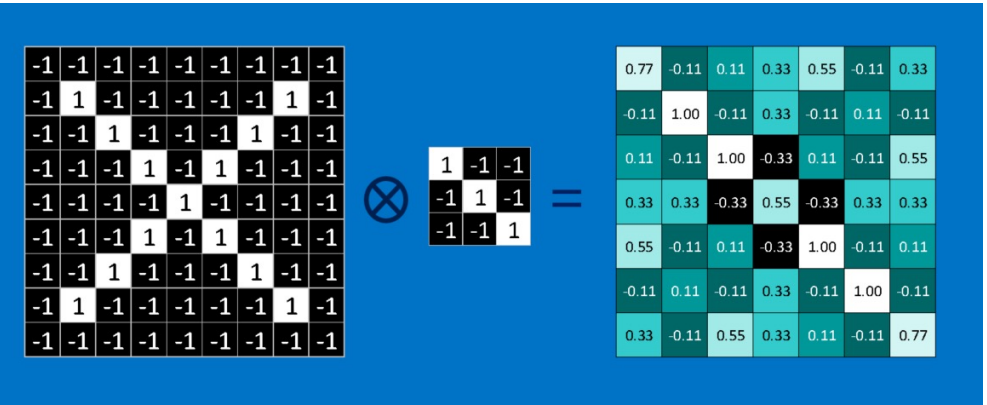 -1 -1 -1 -1 -1 -1 -1 -1 -1
-1 1 -1 -1 -1 -1 -1 1 -1
-1 -1 1 -1 -1 -1 1 -1 -1
-1 -1 -1 1 -1 1 -1 -1 -1
-1 -1 -1 -1 1 -1 -1 -1 -1
-1 -1 -1 1 -1 1 -1 -1 -1
-1 -1 1 -1 -1 -1 1 -1 -1
-1 1 -1 -1 -1 -1 -1 1 -1
-1 -1 -1 -1 -1 -1 -1 -1 -1
⊗
1 -1 -1
-1 1 -1
-1 -1 1
=
0.77 -0.11 0.11 0.33 0.55 -0.11 0.33
-0.11 1.00 -0.11 0.33 -0.11 0.11 -0.11
0.11 -0.11 1.00 -0.33 0.11 -0.11 0.55
0.33 0.33 -0.33 0.55 -0.33 0.33 0.33
0.55 -0.11 0.11 -0.33 1.00 -0.11 0.11
-0.11 0.11 -0.11 0.33 -0.11 1.00 -0.11
0.33 -0.11 0.55 0.33 0.11 -0.11 0.77